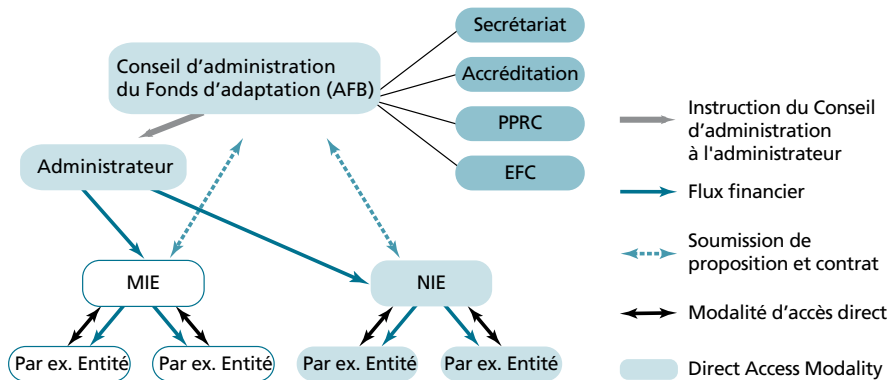 Secrétariat
Conseil d'administration
du Fonds d'adaptation (AFB)
Accréditation
PPRC
EFC
Administrateur
MIE
NIE
Par ex. Entité
Par ex. Entité
Par ex. Entité
Par ex. Entité
Instruction du Conseil
d'administration
à l'administrateur
Flux financier
Soumission de
proposition et contrat
Modalité d'accès direct
Direct Access Modality